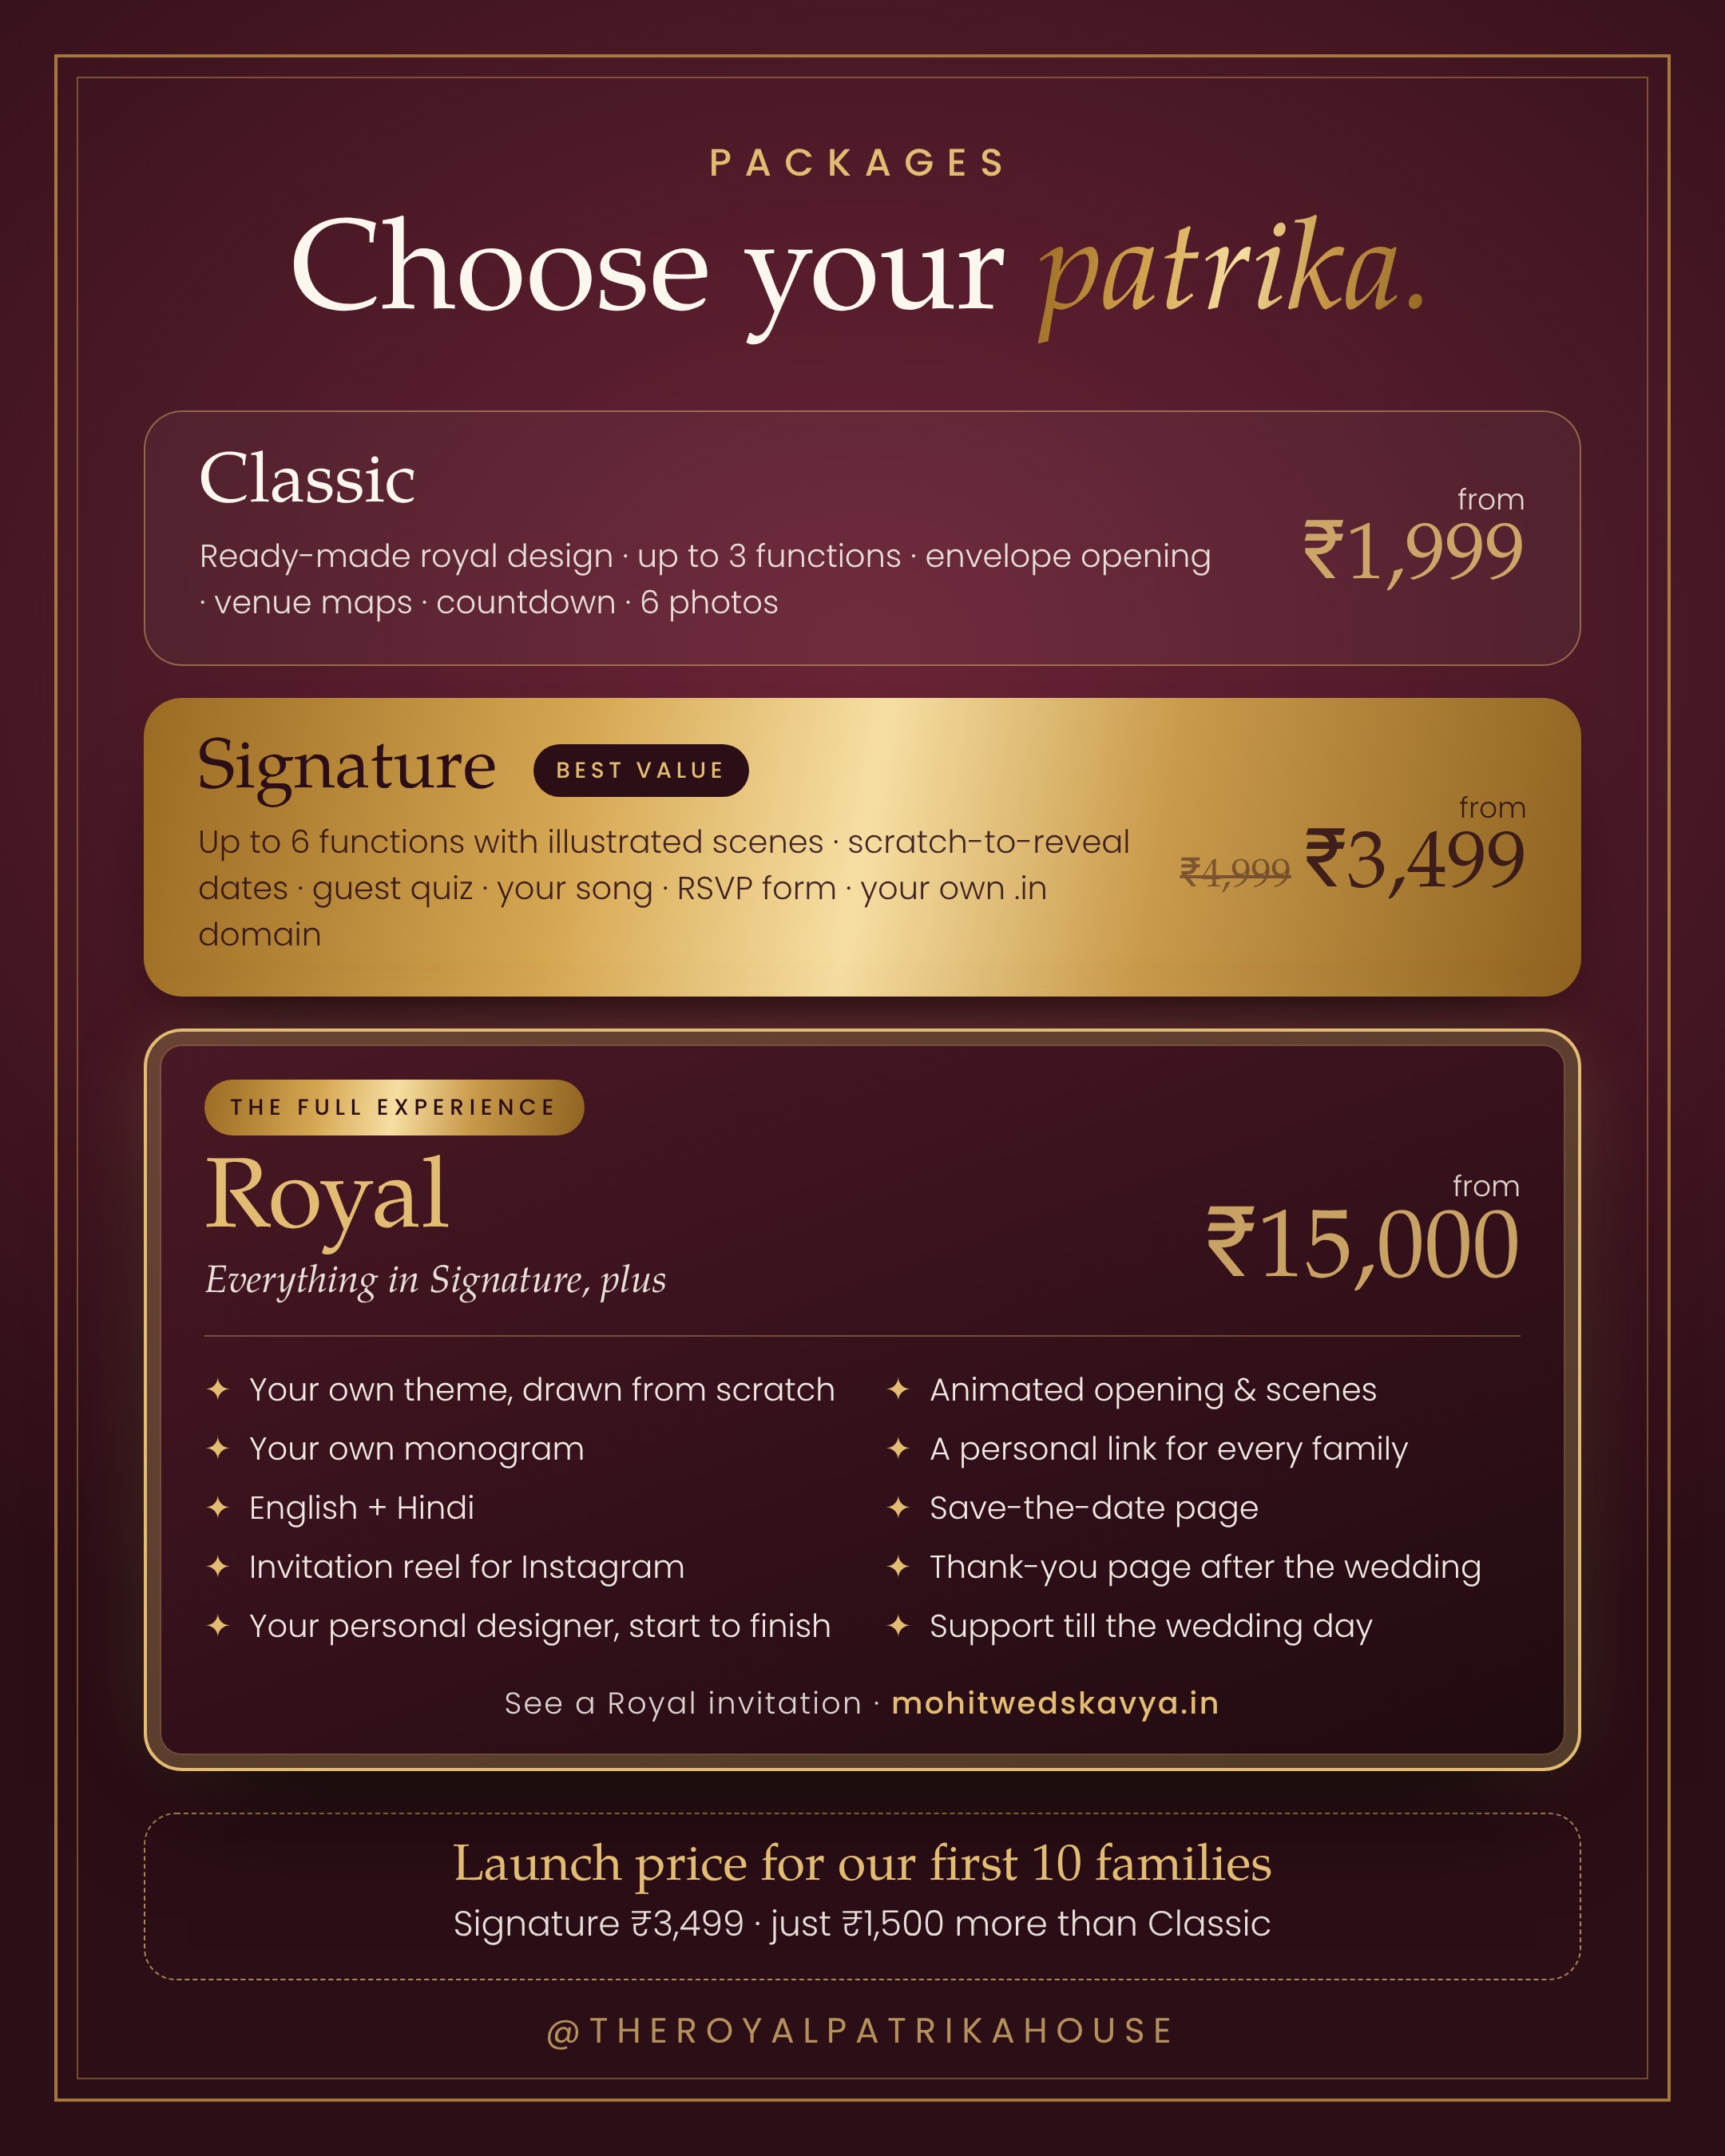 PACKAGES
Choose your patrika.
Classic
Ready-made royal design · up to 3 functions · envelope opening
· venue maps · countdown · 6 photos
from
₹1,999
Signature
BEST VALUE
Up to 6 functions with illustrated scenes · scratch-to-reveal
dates · guest quiz · your song · RSVP form · your own .in
domain
from
₹4,999 ₹3,499
THE FULL EXPERIENCE
Royal
Everything in Signature, plus
from
₹15,000
✦ Your own theme, drawn from scratch
✦ Your own monogram
✦ English + Hindi
✦ Invitation reel for Instagram
✦ Your personal designer, start to finish
✦ Animated opening & scenes
✦ A personal link for every family
✦ Save-the-date page
✦ Thank-you page after the wedding
✦ Support till the wedding day
See a Royal invitation · mohitwedskavya.in
Launch price for our first 10 families
Signature ₹3,499 · just ₹1,500 more than Classic
@THEROYALPATRIKAHOUSE